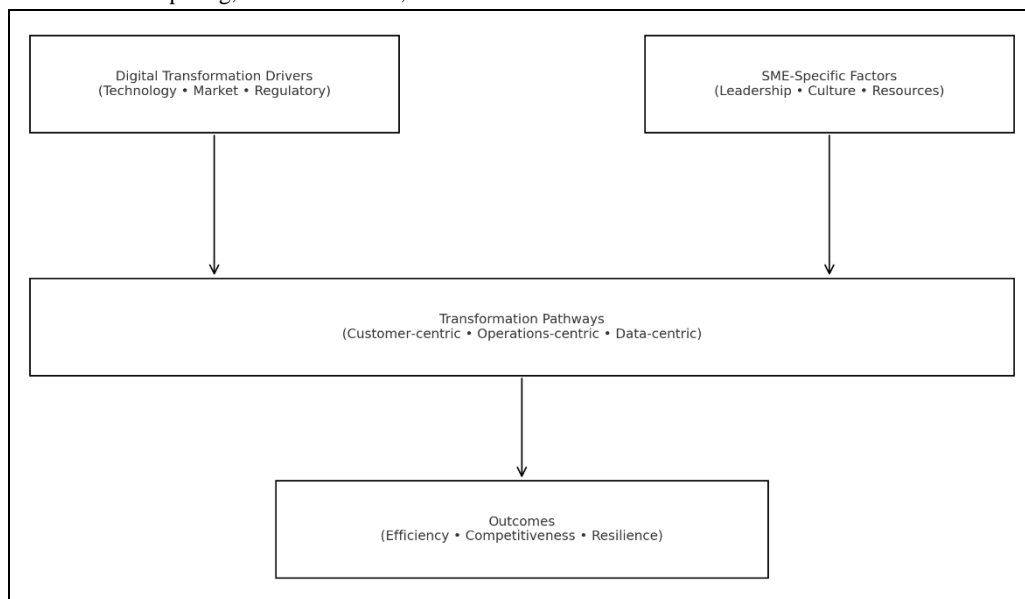 Digital Transformation Drivers
(Technology • Market • Regulatory)
SME-Specific Factors
(Leadership • Culture • Resources)
Transformation Pathways
(Customer-centric • Operations-centric • Data-centric)
Outcomes
(Efficiency • Competitiveness • Resilience)